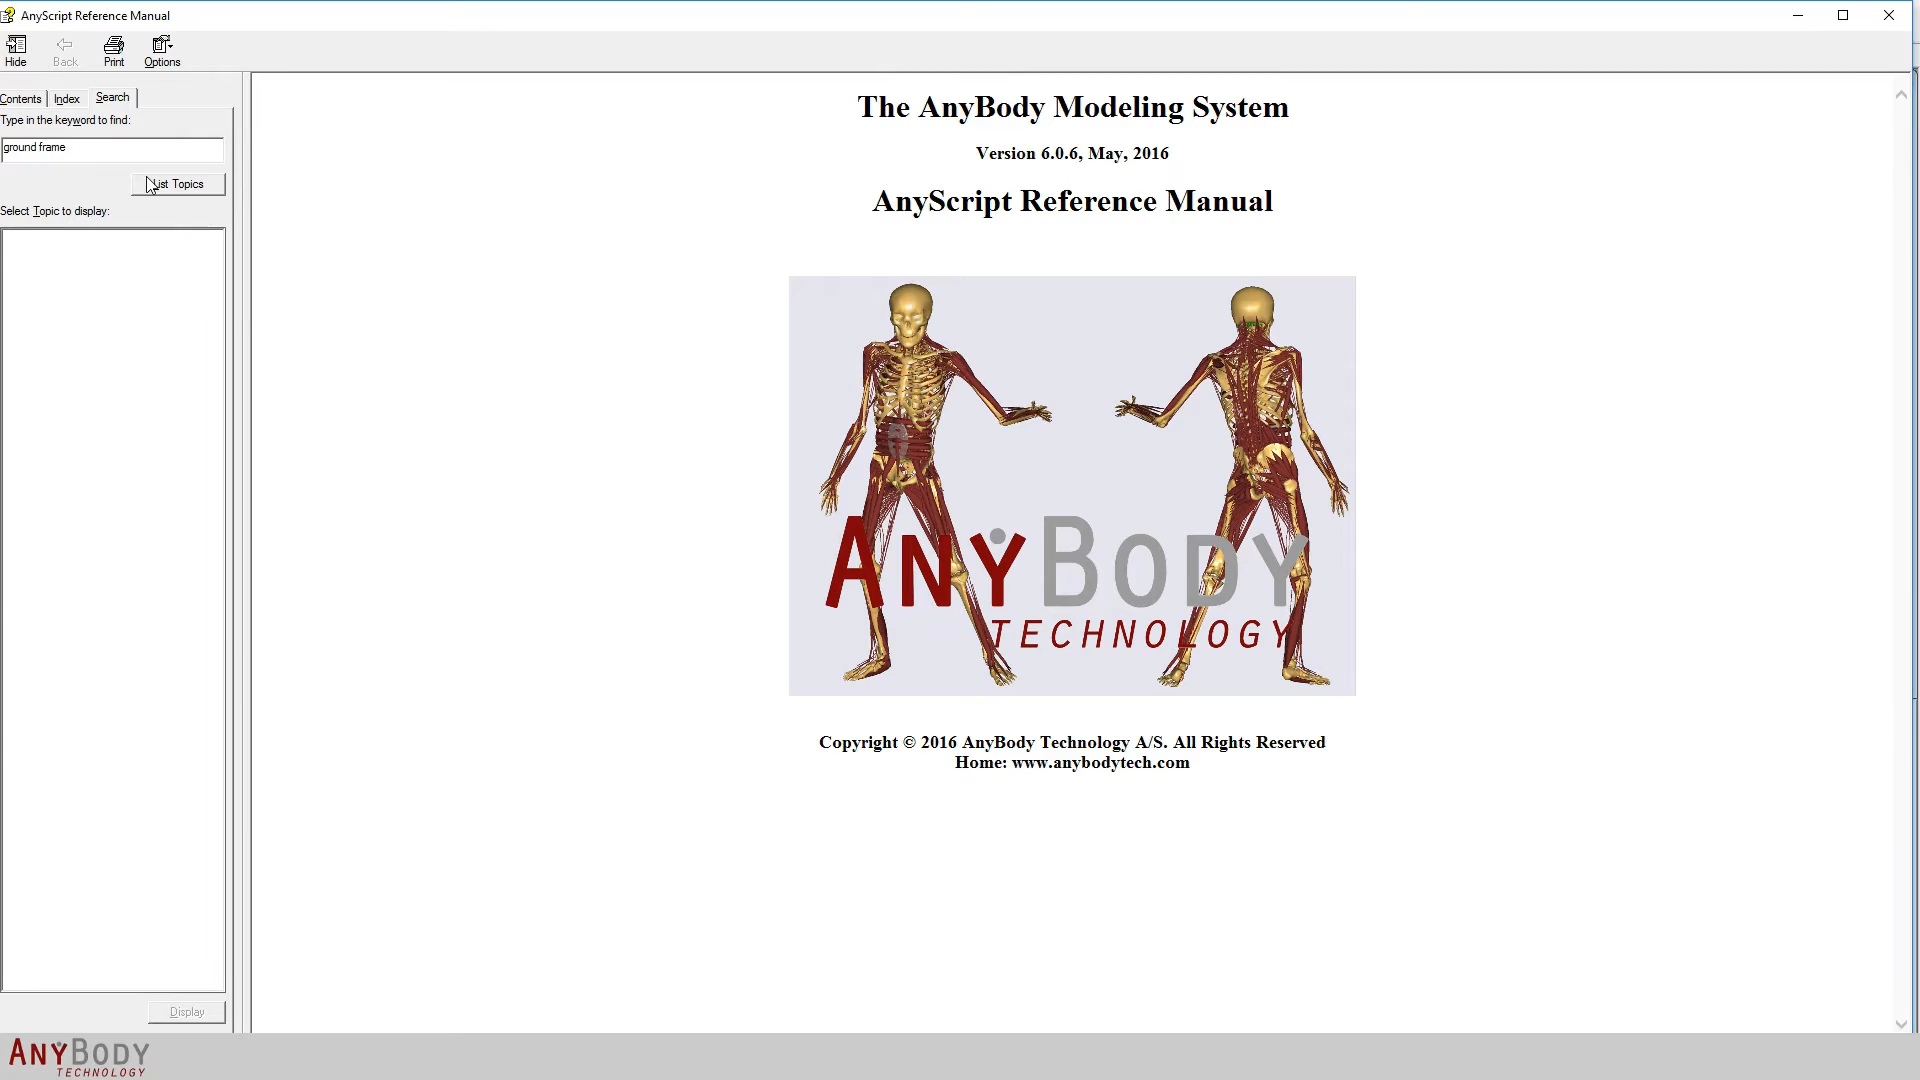 AnyScript Reference Manual
Hide Back Print Options
Contents Index Search
Type in the keyword to find:
ground frame
List Topics
Select Topic to display:
Display
The AnyBody Modeling System
Version 6.0.6, May, 2016
AnyScript Reference Manual
ANYBODY
TECHNOLOGY
Copyright © 2016 AnyBody Technology A/S. All Rights Reserved
Home: www.anybodytech.com
ANYBODY
TECHNOLOGY